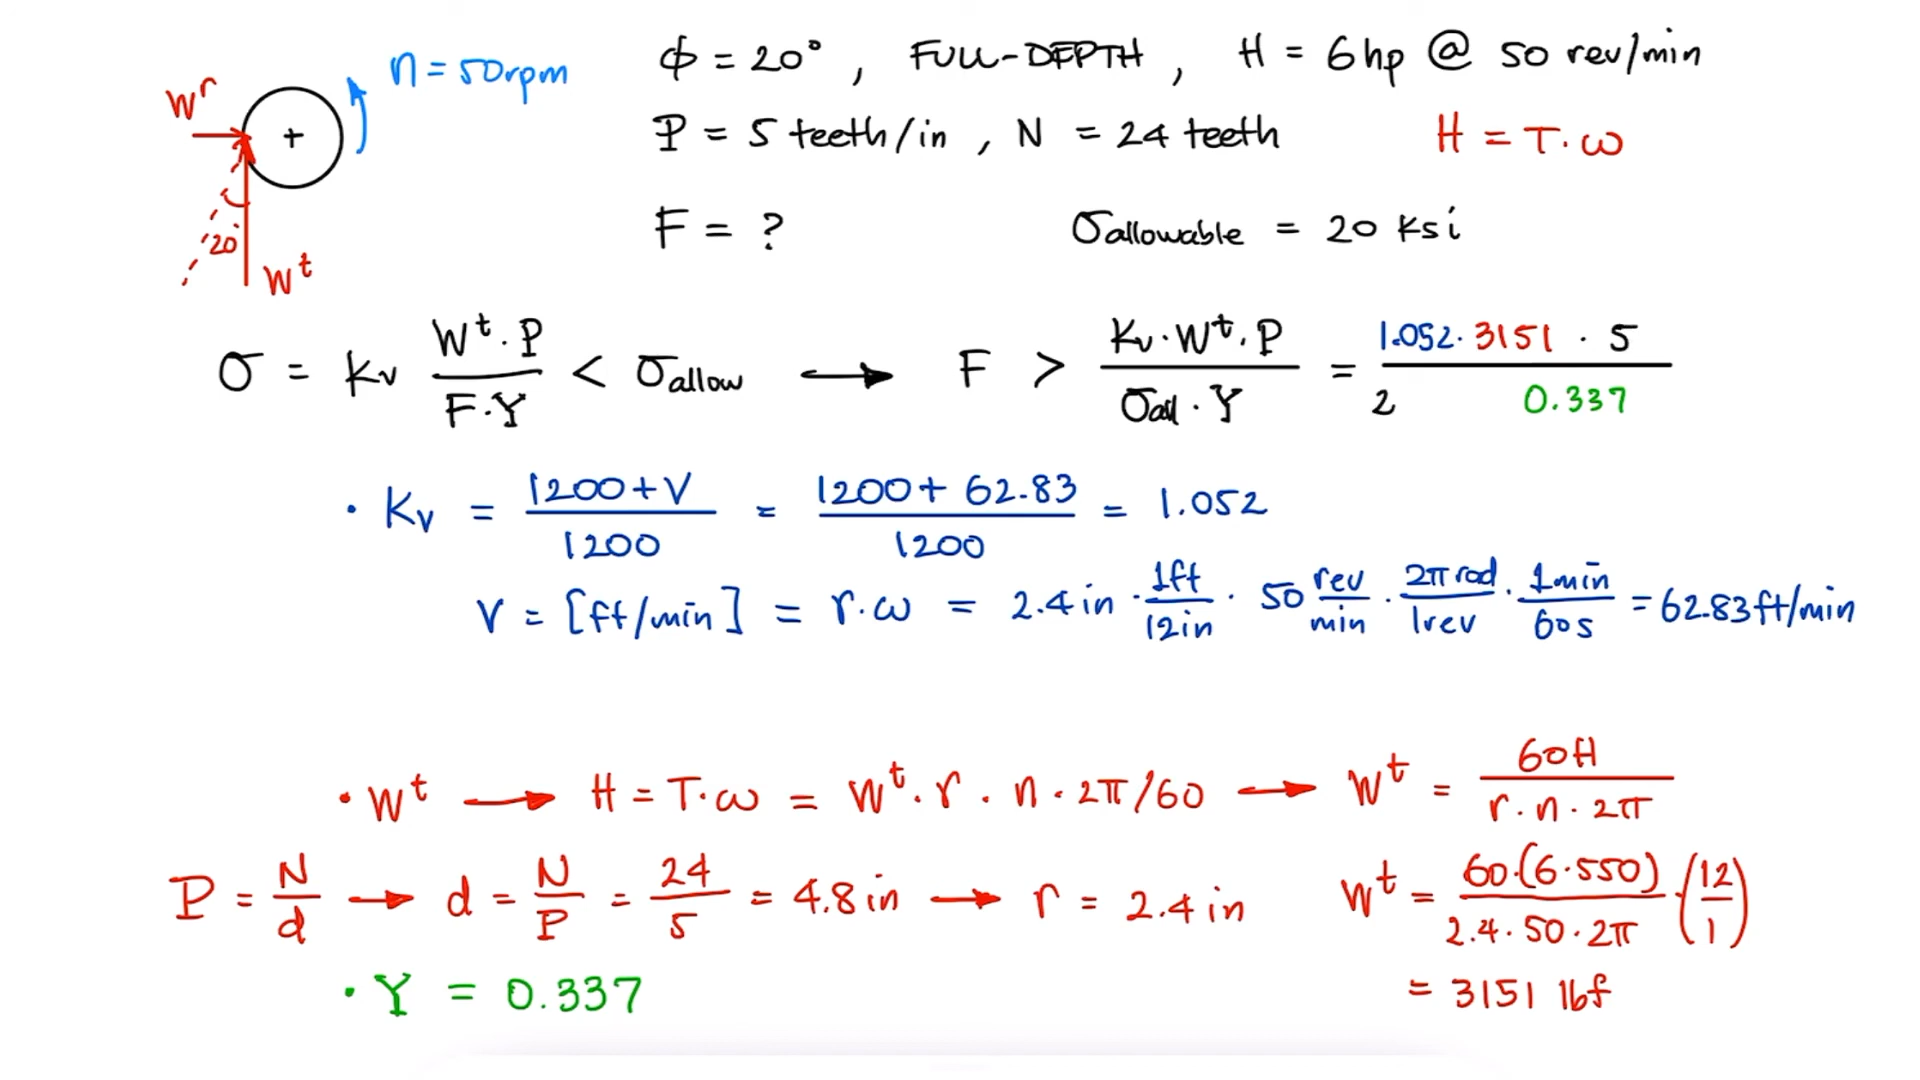 n = 50rpm
ϕ = 20°, FULL-DEPTH, H = 6hp @ 50 rev/min
W^r
P = 5 teeth/in, N = 24 teeth
H = T·ω
F = ?
σallowable = 20 ksi
20°
W^t
σ = Kv W^t·P / F·Y < σallow → F > Kv·W^t·P / σall·Y = 1.052·3151·5 / 2 0.337
· Kv = 1200+V / 1200 = 1200+62.83 / 1200 = 1.052
V = [ft/min] = r·ω = 2.4in · 1ft/12in · 50 rev/min · 2π rad/1rev · 1min/60s = 62.83ft/min
· W^t → H = T·ω = W^t·r·n·2π/60 → W^t = 60H / r·n·2π
P = N/d → d = N/P = 24/5 = 4.8in → r = 2.4in
W^t = 60·(6·550) / 2.4·50·2π · (12/1)
· Y = 0.337
= 3151 lbf